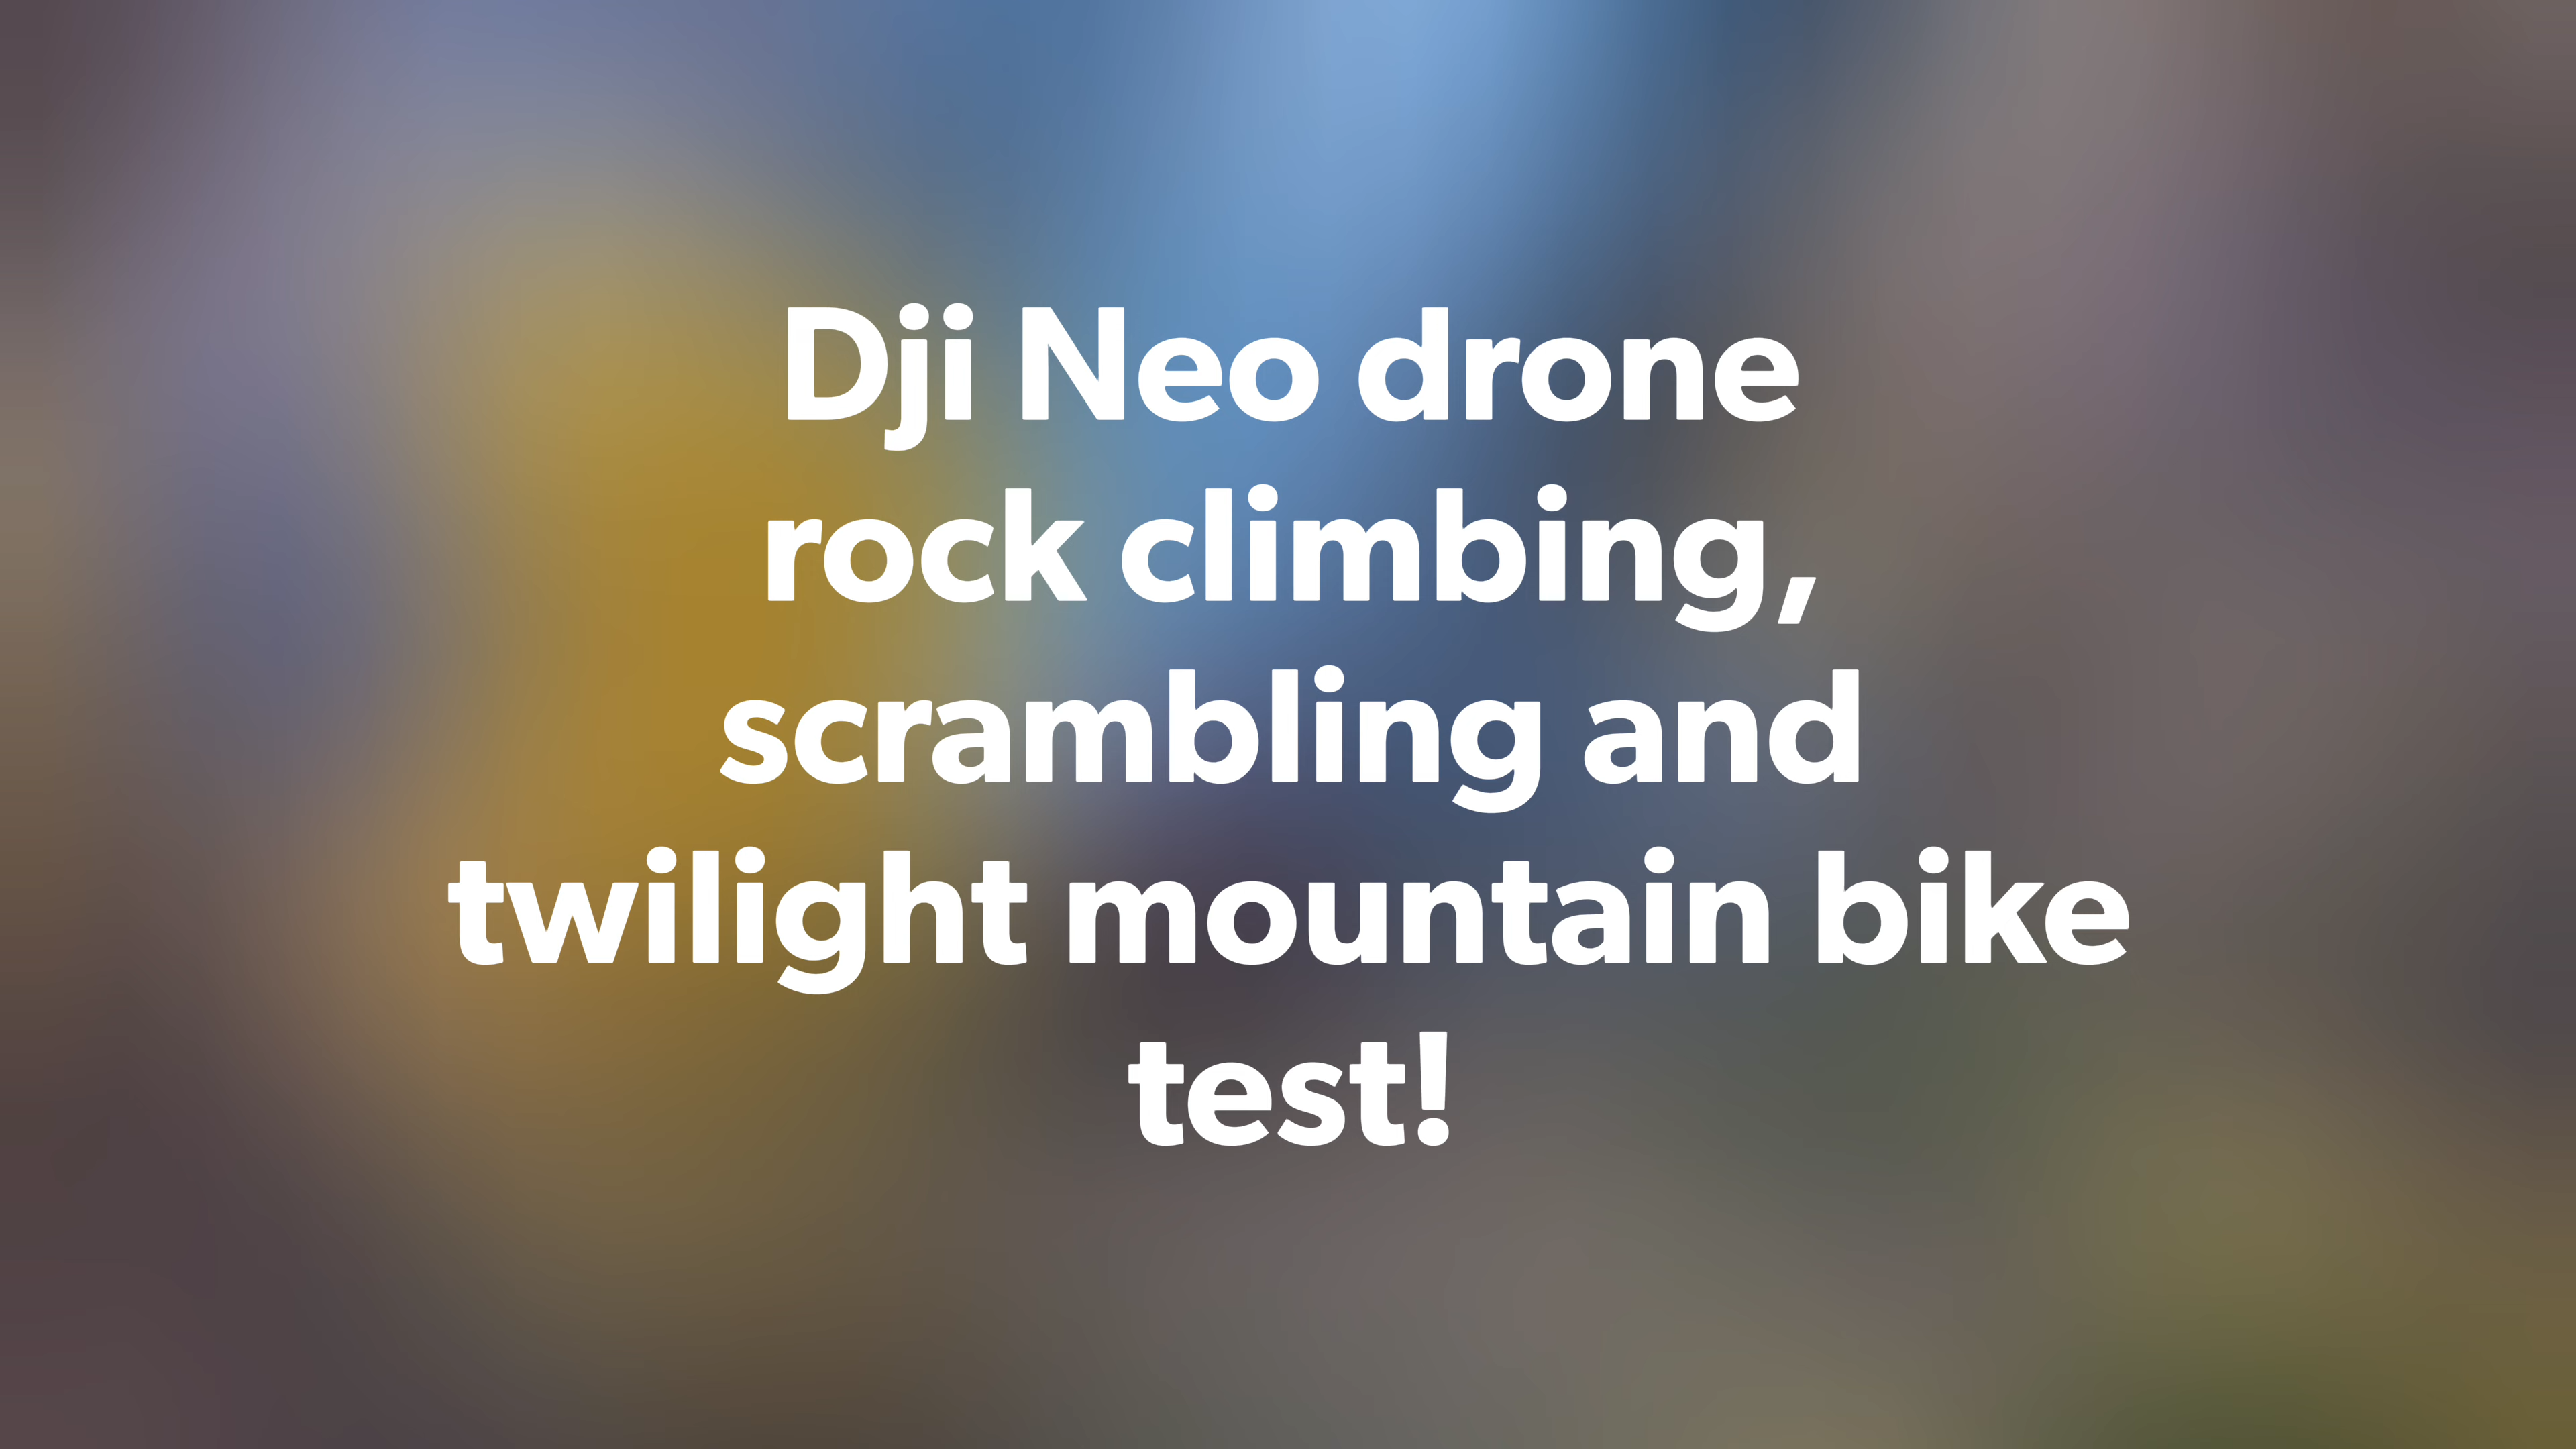 Dji Neo drone
rock climbing,
scrambling and
twilight mountain bike
test!